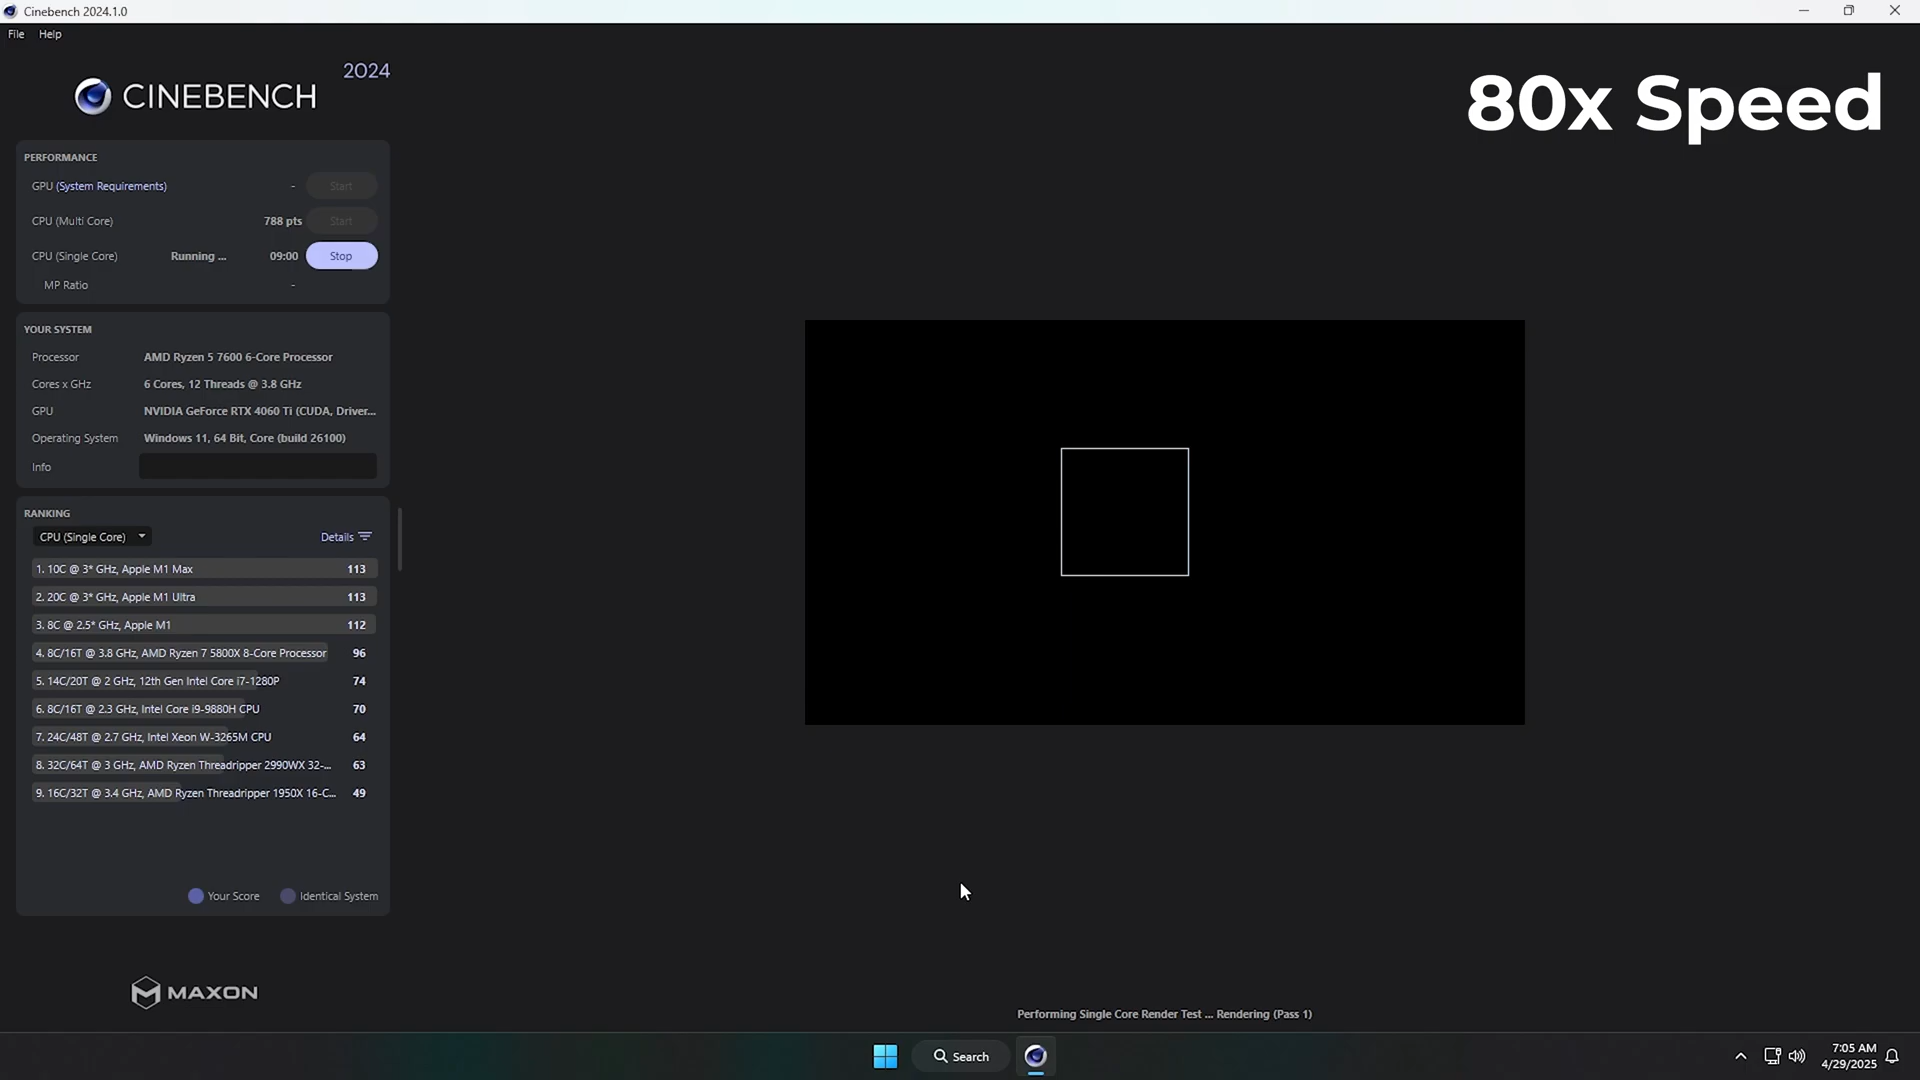 Cinebench 2024.1.0
File Help
CINEBENCH 2024
80x Speed
PERFORMANCE
GPU (System Requirements) - Start
CPU (Multi Core) 788 pts Start
CPU (Single Core) Running ... 09:00 Stop
MP Ratio -
YOUR SYSTEM
Processor AMD Ryzen 5 7600 6-Core Processor
Cores x GHz 6 Cores, 12 Threads @ 3.8 GHz
GPU NVIDIA GeForce RTX 4060 Ti (CUDA, Driver...
Operating System Windows 11, 64 Bit, Core (build 26100)
Info
RANKING
CPU (Single Core) Details
1. 10C @ 3* GHz, Apple M1 Max 113
2. 20C @ 3* GHz, Apple M1 Ultra 113
3. 8C @ 2.5* GHz, Apple M1 112
4. 8C/16T @ 3.8 GHz, AMD Ryzen 7 5800X 8-Core Processor 96
5. 14C/20T @ 2 GHz, 12th Gen Intel Core i7-1280P 74
6. 8C/16T @ 2.3 GHz, Intel Core i9-9880H CPU 70
7. 24C/48T @ 2.7 GHz, Intel Xeon W-3265M CPU 64
8. 32C/64T @ 3 GHz, AMD Ryzen Threadripper 2990WX 32-... 63
9. 16C/32T @ 3.4 GHz, AMD Ryzen Threadripper 1950X 16-C... 49
Your Score Identical System
MAXON
Performing Single Core Render Test ... Rendering (Pass 1)
Search
7:05 AM
4/29/2025